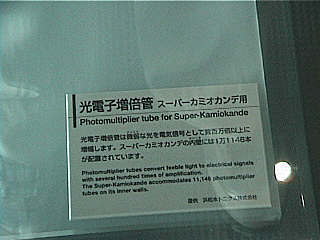 光電子増倍管 スーパーカミオカンデ用
Photomultiplier tube for Super-Kamiokande
光電子増倍管は微弱な光を電気信号として数百万倍以上に
増幅します。スーパーカミオカンデの内壁には1万1146本
が配置されています。
Photomultiplier tubes convert feeble light to electrical signals
with several hundred times of amplification.
The Super-Kamiokande accommodates 11,146 photomultiplier
tubes on its inner walls.
提供 浜松ホトニクス株式会社